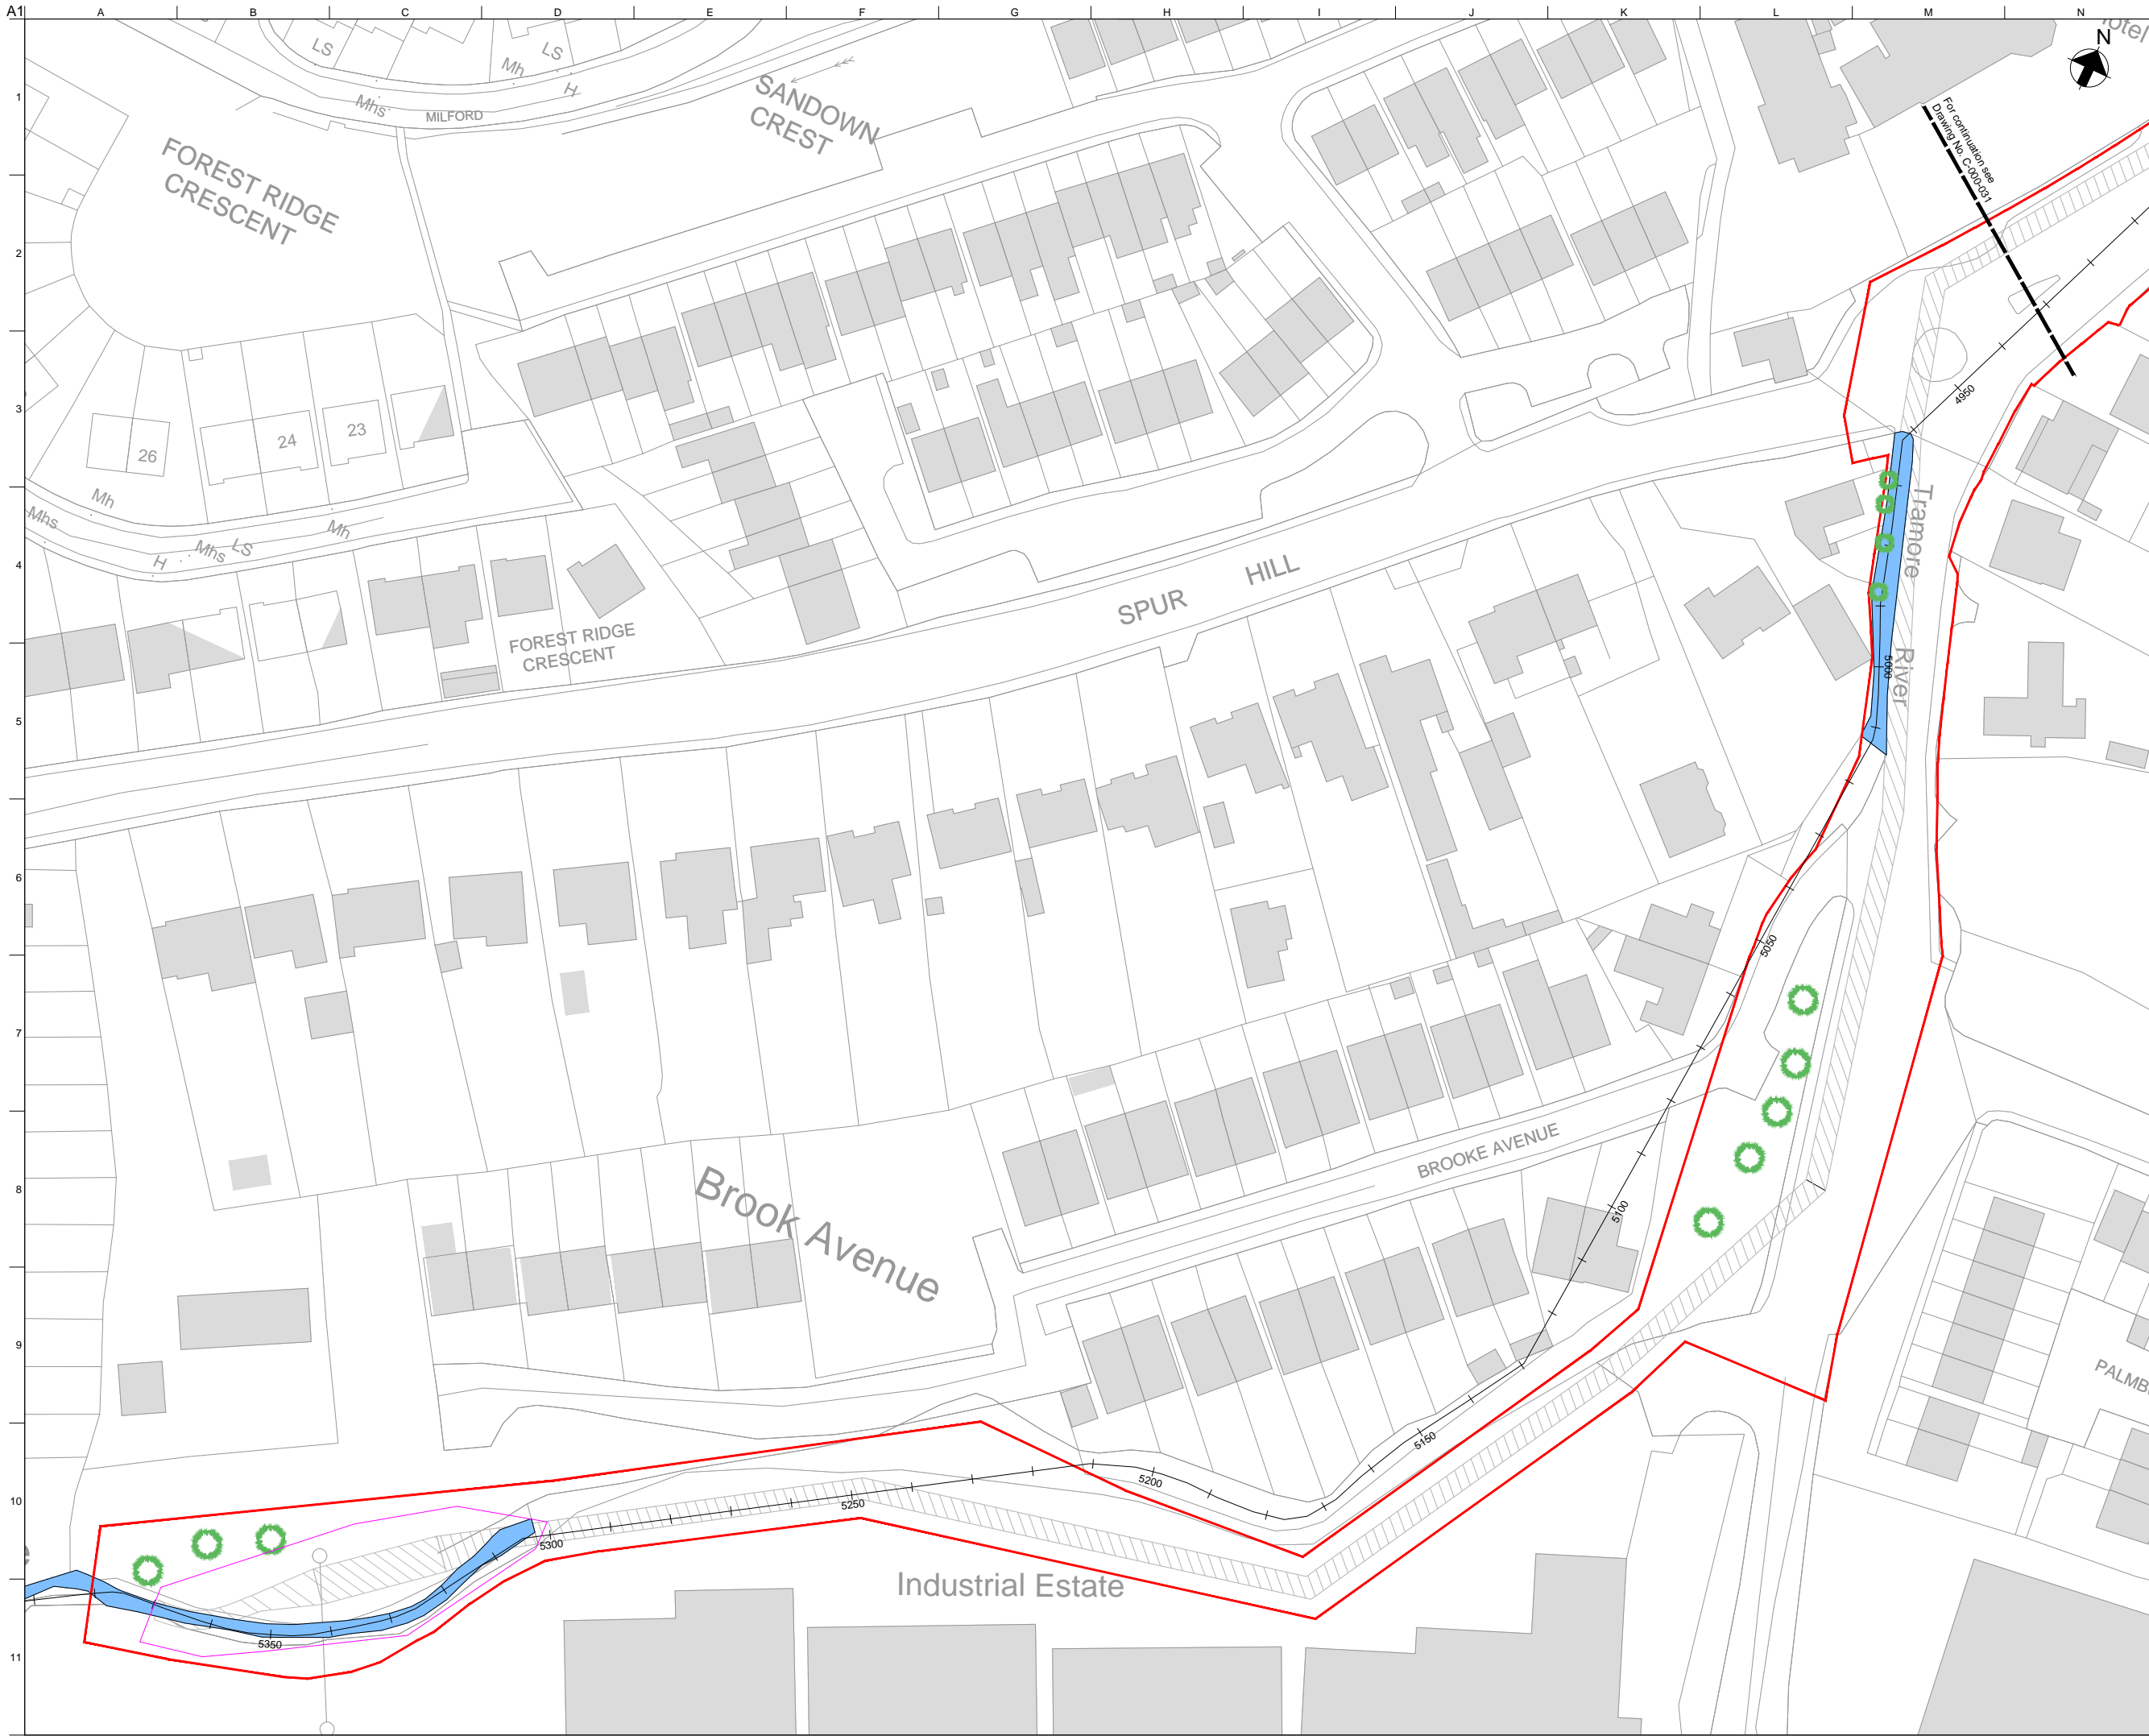 A1
A B C D E F G H I J K L M N
LS
LS
Mh
H
Mhs
MILFORD
SANDOWN
CREST
N
1
For continuation see
Drawing No. C-000-031
FOREST RIDGE
CRESCENT
2
3
4950
26
24
23
Mh
Mhs
H
Mhs
LS
Mh
Tramore
River
4
SPUR HILL
FOREST RIDGE
CRESCENT
5000
5
6
5050
7
BROOKE AVENUE
8
Brook Avenue
5100
9
PALMB
5150
5200
10
5250
5300
Industrial Estate
5350
11